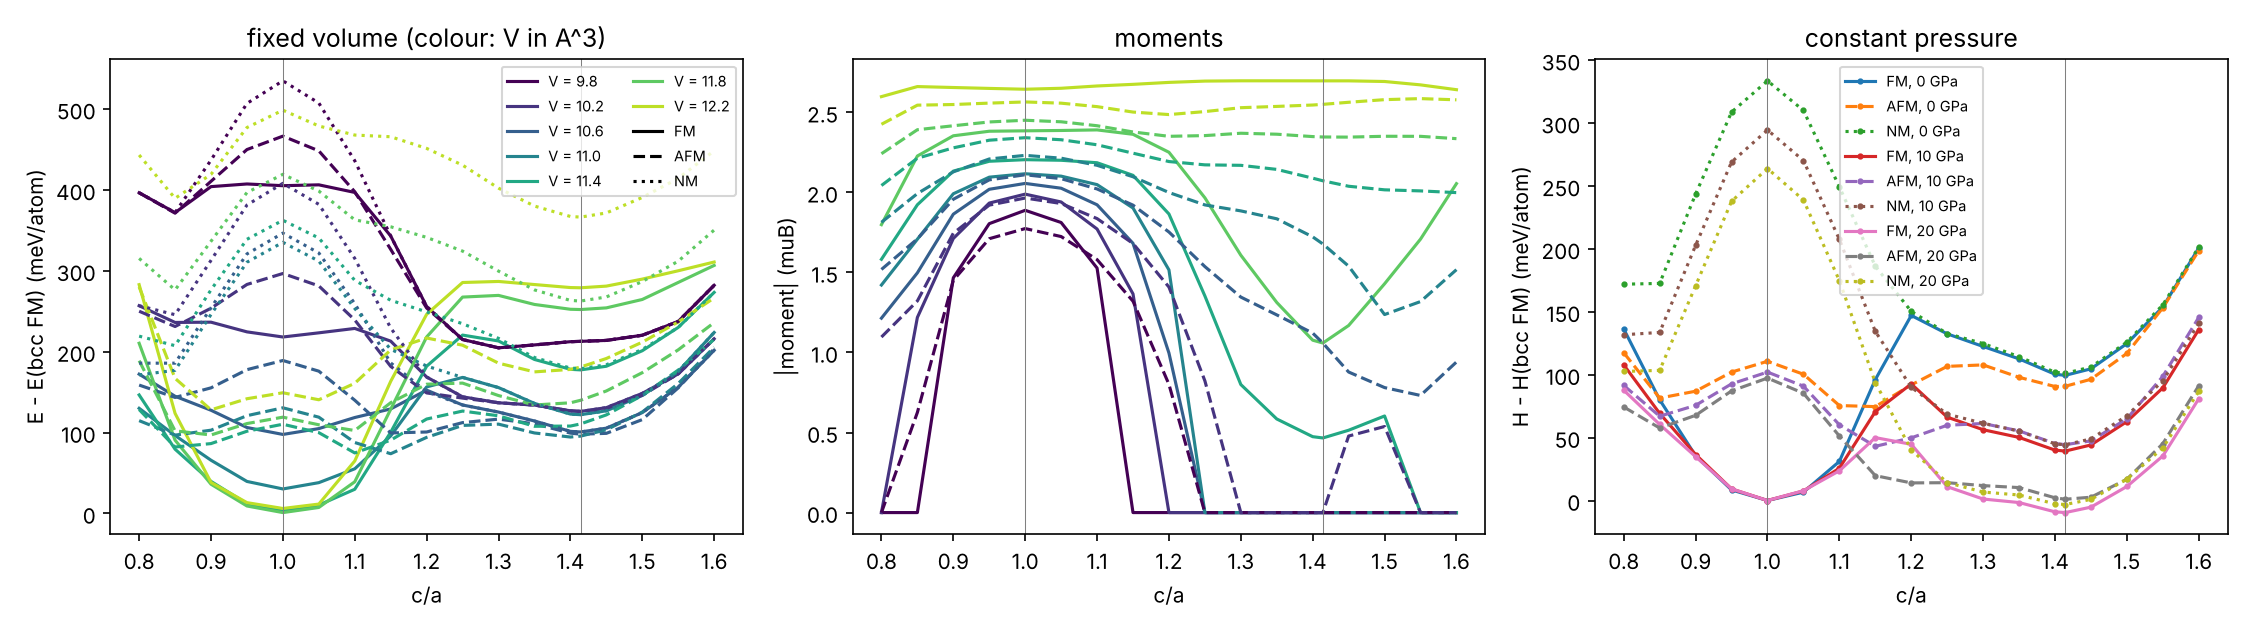 fixed volume (colour: V in A^3)
E - E(bcc FM) (meV/atom)
500
400
300
200
100
0
V = 9.8
V = 10.2
V = 10.6
V = 11.0
V = 11.4
V = 11.8
V = 12.2
FM
AFM
NM
0.8 0.9 1.0 1.1 1.2 1.3 1.4 1.5 1.6
c/a
moments
|moment| (muB)
2.5
2.0
1.5
1.0
0.5
0.0
0.8 0.9 1.0 1.1 1.2 1.3 1.4 1.5 1.6
c/a
constant pressure
H - H(bcc FM) (meV/atom)
350
300
250
200
150
100
50
0
FM, 0 GPa
AFM, 0 GPa
NM, 0 GPa
FM, 10 GPa
AFM, 10 GPa
NM, 10 GPa
FM, 20 GPa
AFM, 20 GPa
NM, 20 GPa
0.8 0.9 1.0 1.1 1.2 1.3 1.4 1.5 1.6
c/a